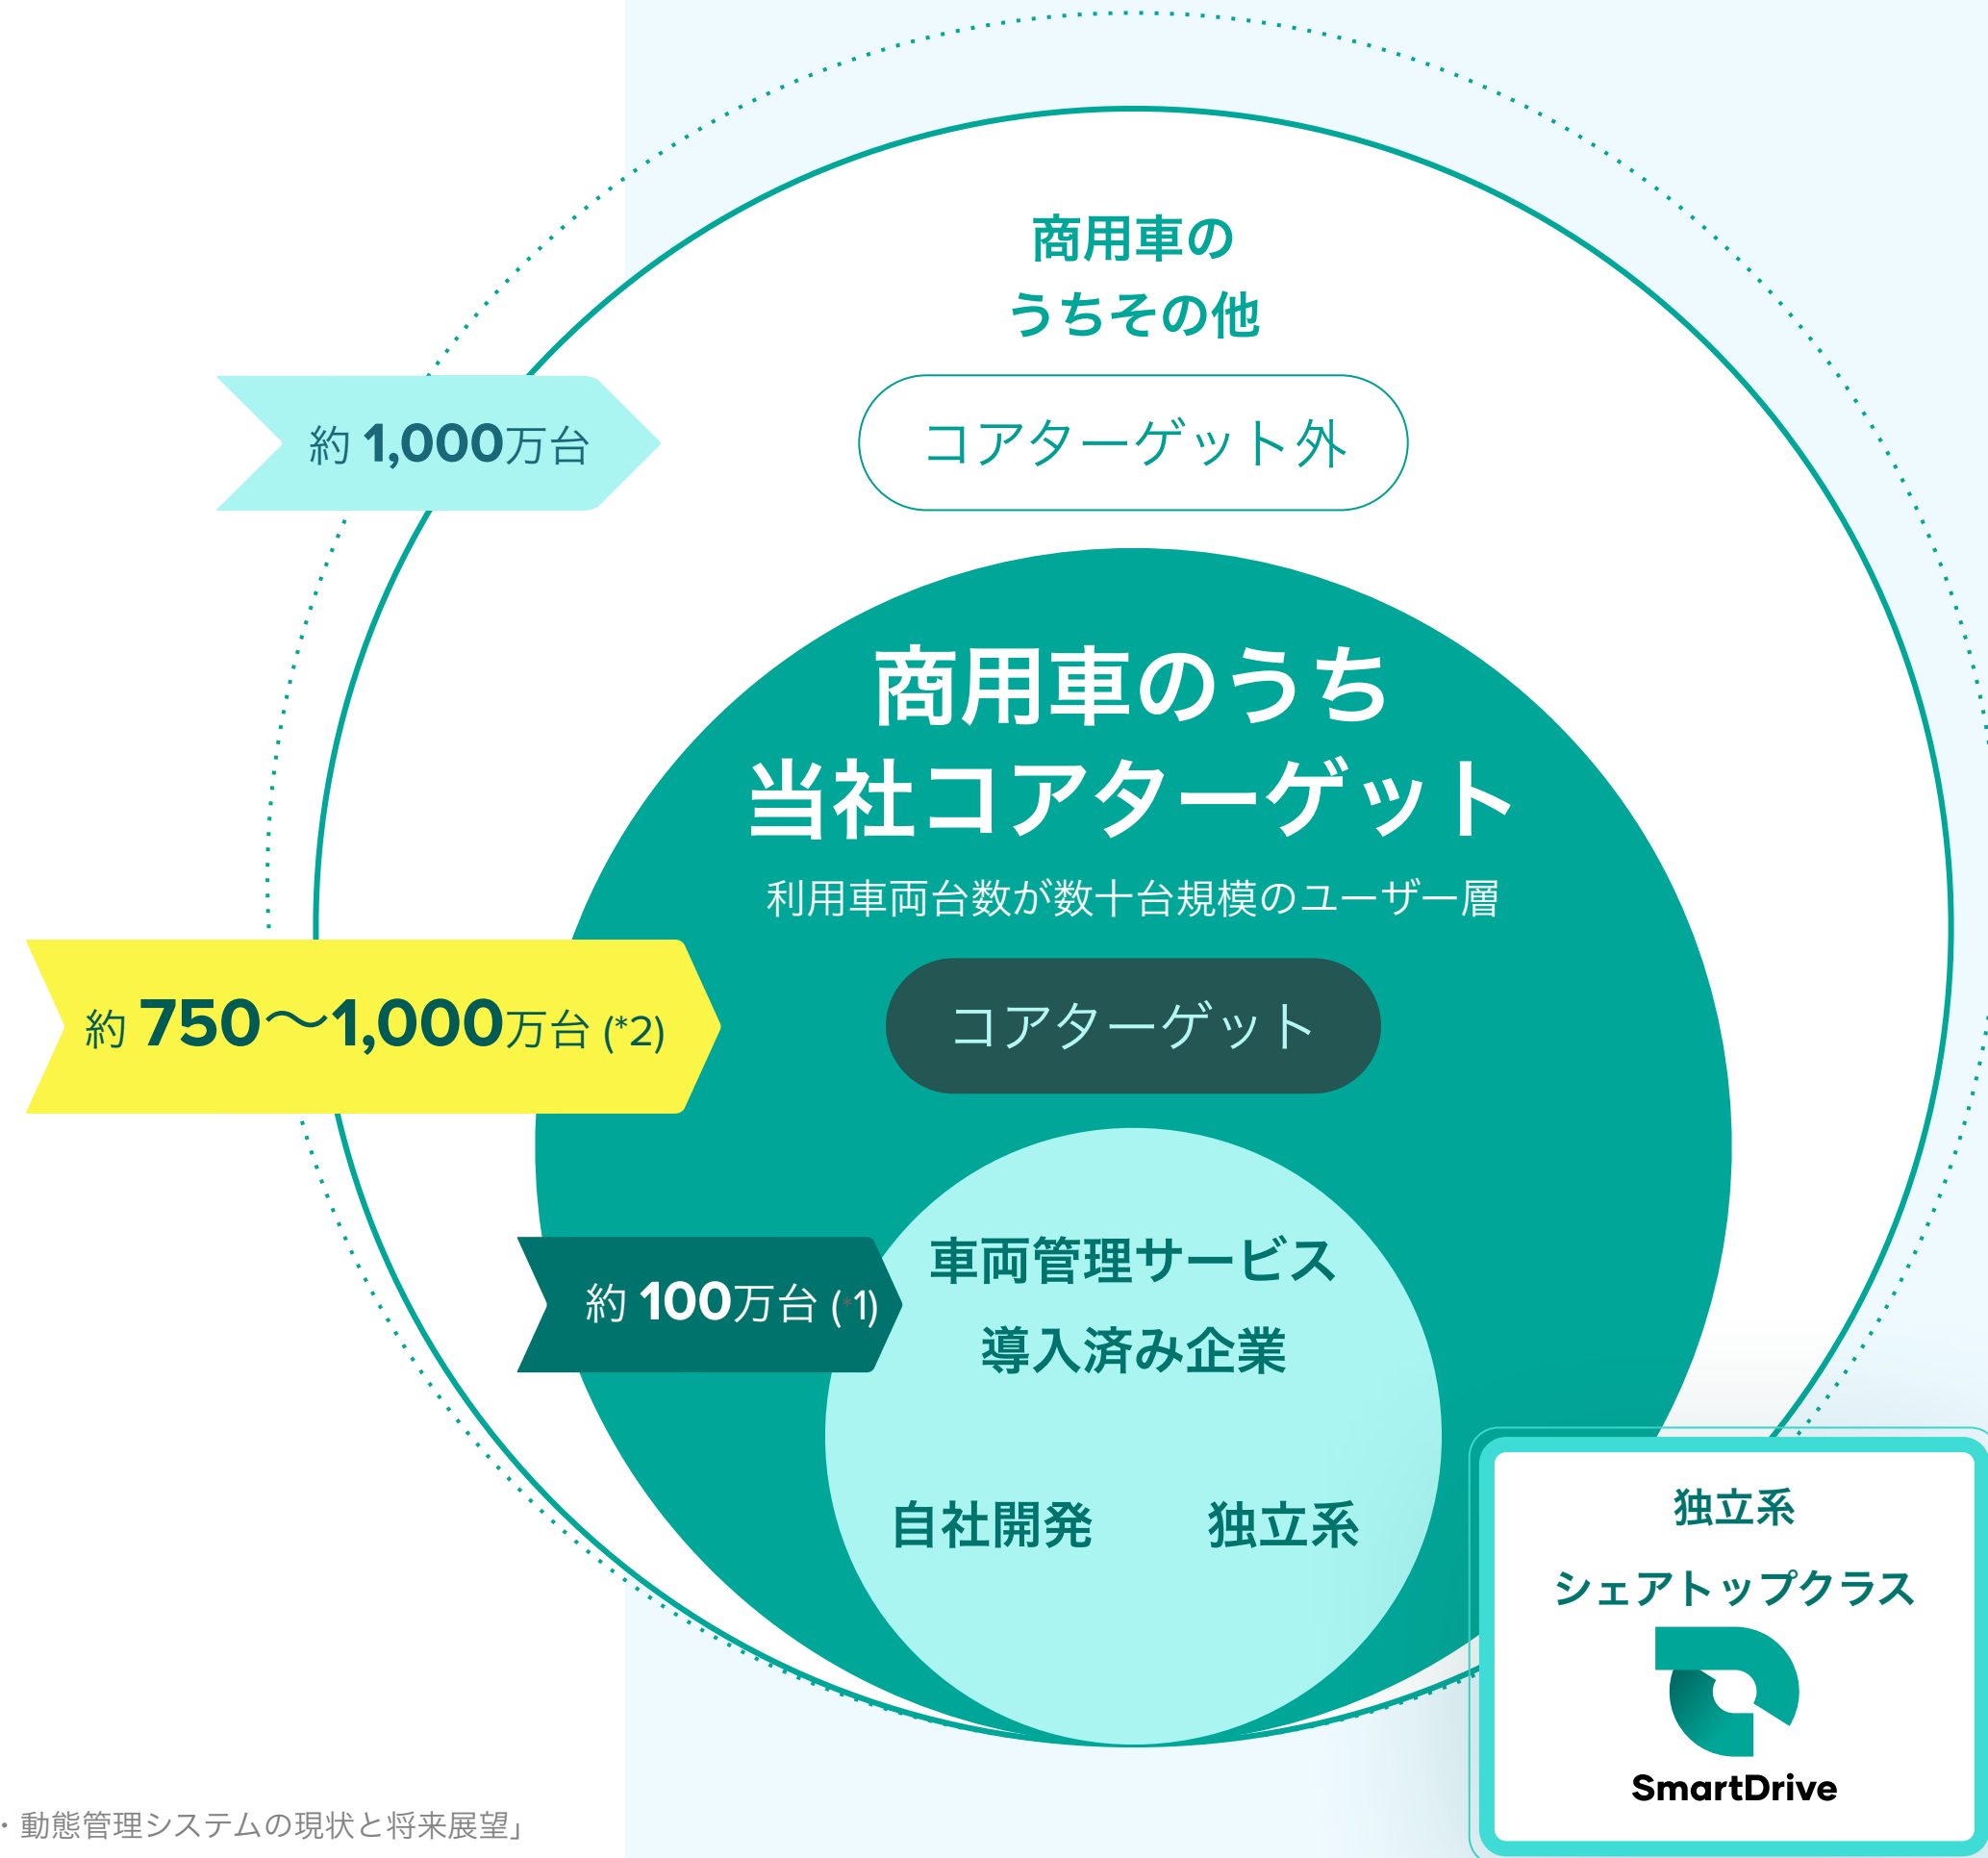 商用車の
うちその他
約 1,000万台
コアターゲット外
商用車のうち
当社コアターゲット
利用車両台数が数十台規模のユーザー層
約 750〜1,000万台 (*2)
コアターゲット
車両管理サービス
約 100万台 (*1)
導入済み企業
自社開発
独立系
独立系
シェアトップクラス
SmartDrive
・動態管理システムの現状と将来展望」